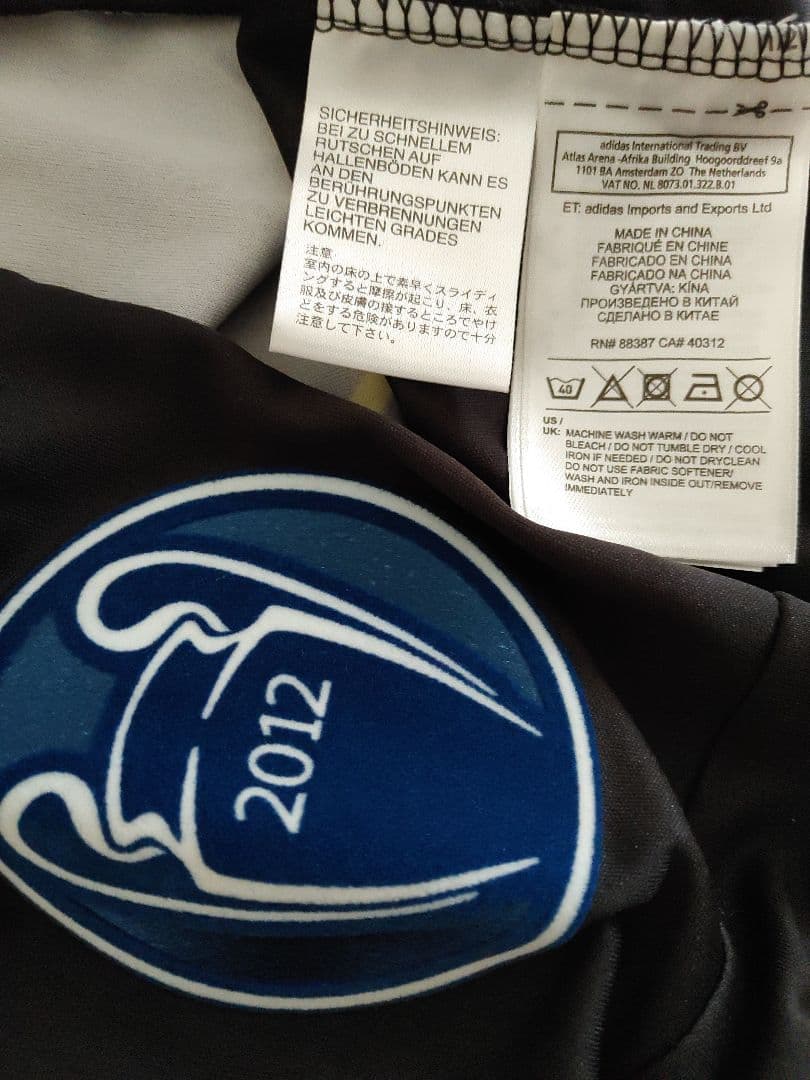 SICHERHEITSHINWEIS:
BEI ZU SCHNELLEM
RUTSCHEN AUF
HALLENBÖDEN KANN ES
AN DEN
BERÜHRUNGSPUNKTEN
ZU VERBRENNUNGEN
LEICHTEN GRADES
KOMMEN.
注意
室内の床の上で素早くスライディ
ングすると摩擦が起こり、床、衣
服及び皮膚の接するところでやけ
どをする危険がありますので十分
注意して下さい。
adidas International Trading BV
Atlas Arena -Afrika Building Hoogoorddreef 9a
1101 BA Amsterdam ZO The Netherlands
VAT NO. NL 8073.01.322.B.01
ET: adidas Imports and Exports Ltd
MADE IN CHINA
FABRIQUÉ EN CHINE
FABRICADO EN CHINA
FABRICADO NA CHINA
GYÁRTVA: KÍNA
ПРОИЗВЕДЕНО В КИТАЙ
СДЕЛАНО В КИТАЕ
RN# 88387 CA# 40312
40
US /
UK: MACHINE WASH WARM / DO NOT
BLEACH / DO NOT TUMBLE DRY / COOL
IRON IF NEEDED / DO NOT DRYCLEAN
DO NOT USE FABRIC SOFTENER/
WASH AND IRON INSIDE OUT/REMOVE
IMMEDIATELY
2012